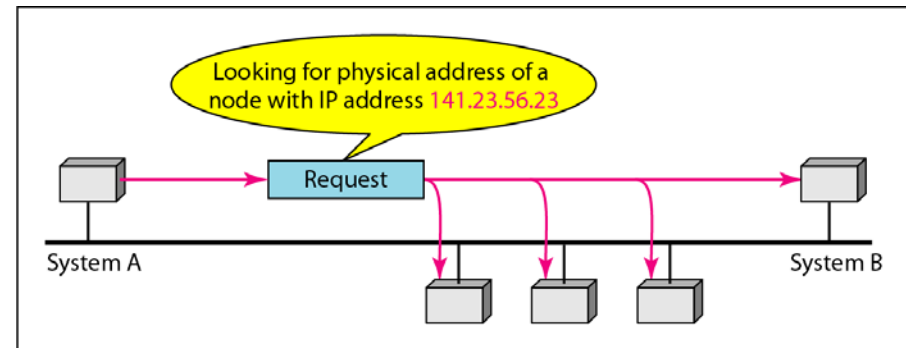 Looking for physical address of a
node with IP address 141.23.56.23
Request
System A
System B